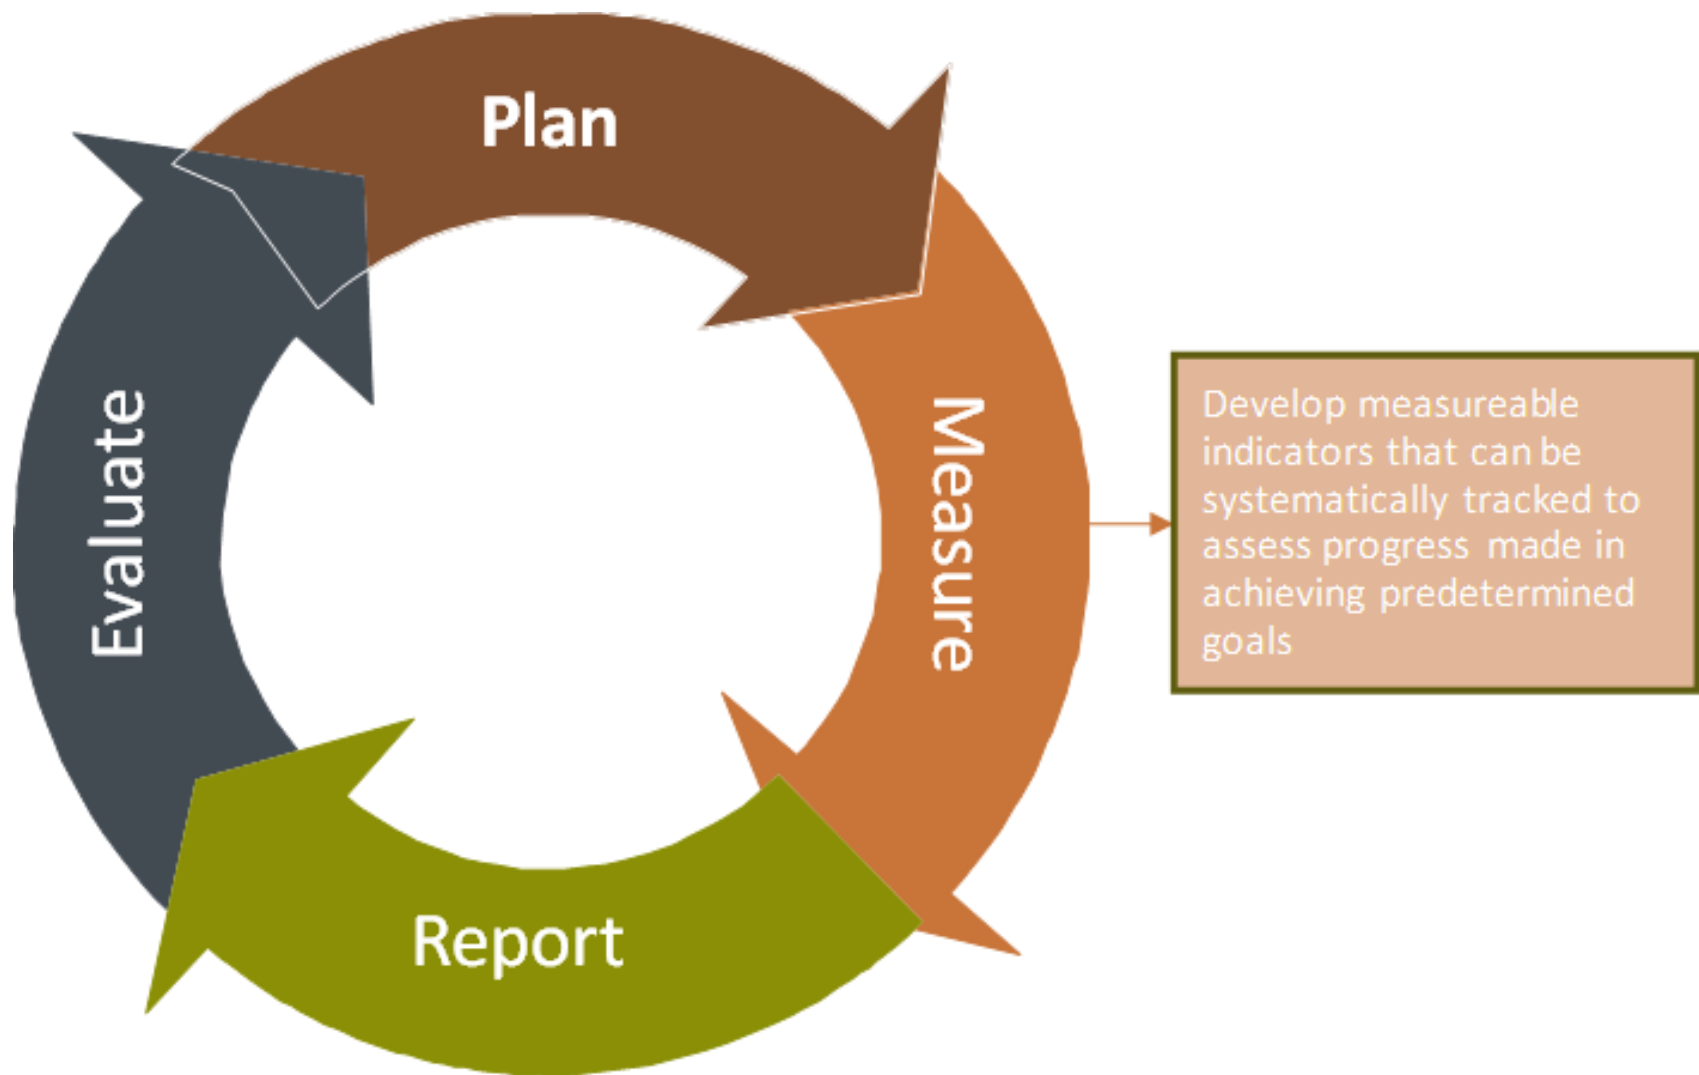 Plan
Measure
Develop measureable
indicators that can be
systematically tracked to
assess progress made in
achieving predetermined
goals
Report
Evaluate